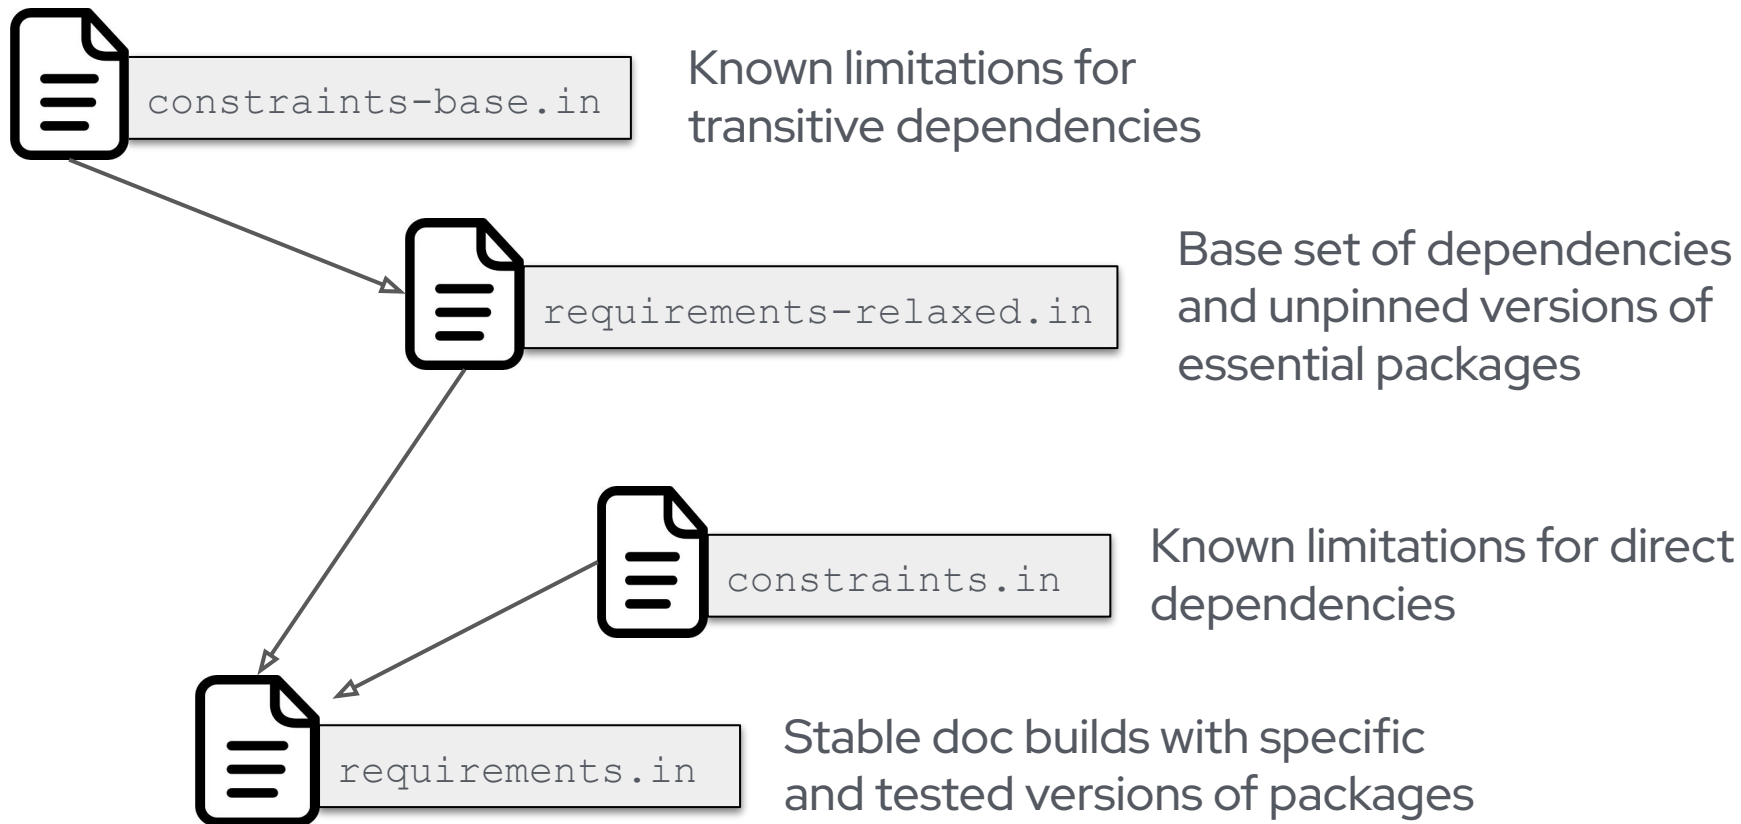 constraints-base.in
Known limitations for
transitive dependencies
requirements-relaxed.in
Base set of dependencies
and unpinned versions of
essential packages
constraints.in
Known limitations for direct
dependencies
requirements.in
Stable doc builds with specific
and tested versions of packages